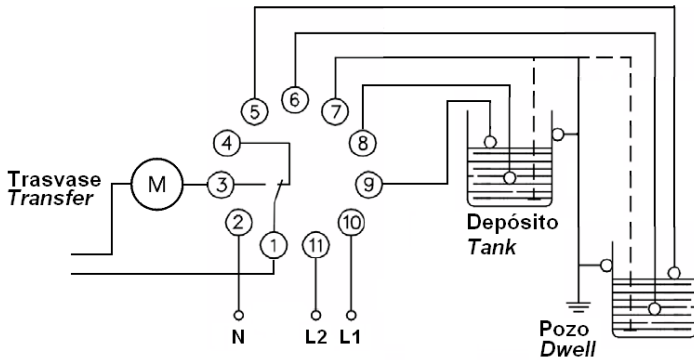 5
6
7
4
8
Trasvase
Transfer
M
3
9
2
10
1
11
Depósito
Tank
N
L2
L1
Pozo
Dwell